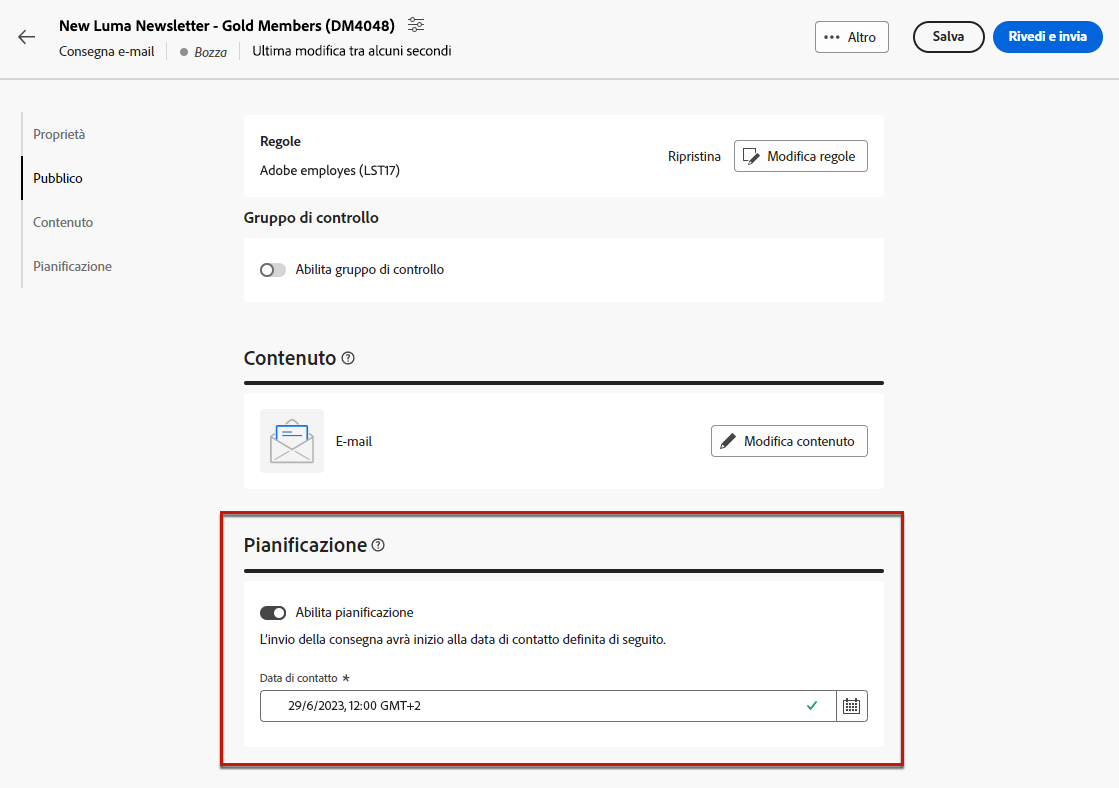 New Luma Newsletter - Gold Members (DM4048)
Consegna e-mail Bozza Ultima modifica tra alcuni secondi
Altro
Salva
Rivedi e invia
Proprietà
Pubblico
Contenuto
Pianificazione
Regole
Adobe employes (LST17)
Ripristina
Modifica regole
Gruppo di controllo
Abilita gruppo di controllo
Contenuto
E-mail
Modifica contenuto
Pianificazione
Abilita pianificazione
L'invio della consegna avrà inizio alla data di contatto definita di seguito.
Data di contatto *
29/6/2023, 12:00 GMT+2